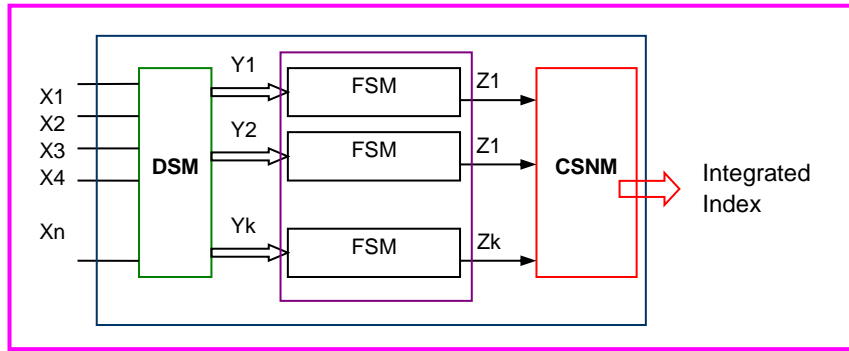 X1
X2
X3
X4
Xn
DSM
Y1
Y2
Yk
FSM
FSM
FSM
Z1
Z1
Zk
CSNM
Integrated
Index